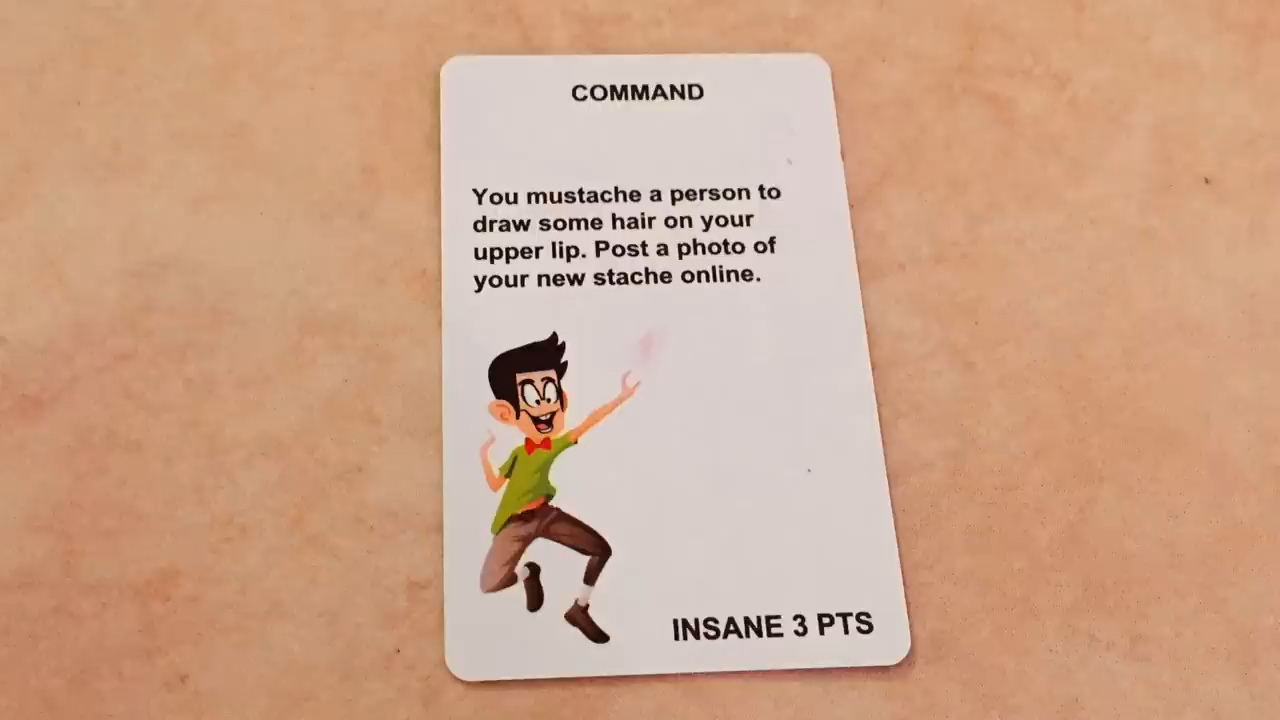 COMMAND
You mustache a person to
draw some hair on your
upper lip. Post a photo of
your new stache online.
INSANE 3 PTS